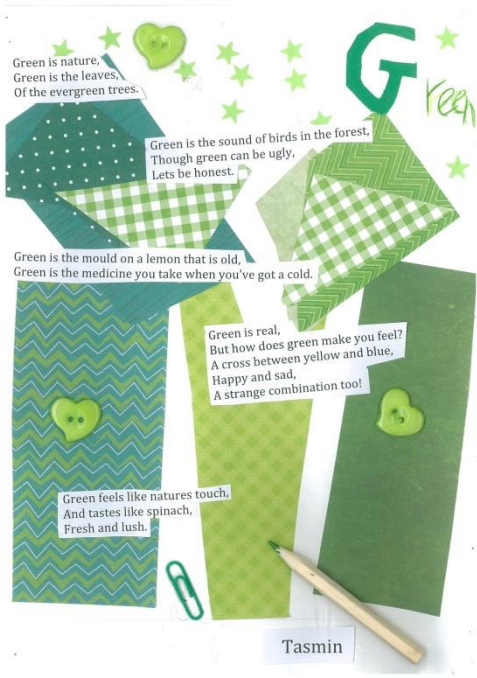 Green
Green is nature,
Green is the leaves,
Of the evergreen trees.
Green is the sound of birds in the forest,
Though green can be ugly,
Lets be honest.
Green is the mould on a lemon that is old,
Green is the medicine you take when you've got a cold.
Green is real,
But how does green make you feel?
A cross between yellow and blue,
Happy and sad,
A strange combination too!
Green feels like natures touch,
And tastes like spinach,
Fresh and lush.
Tasmin